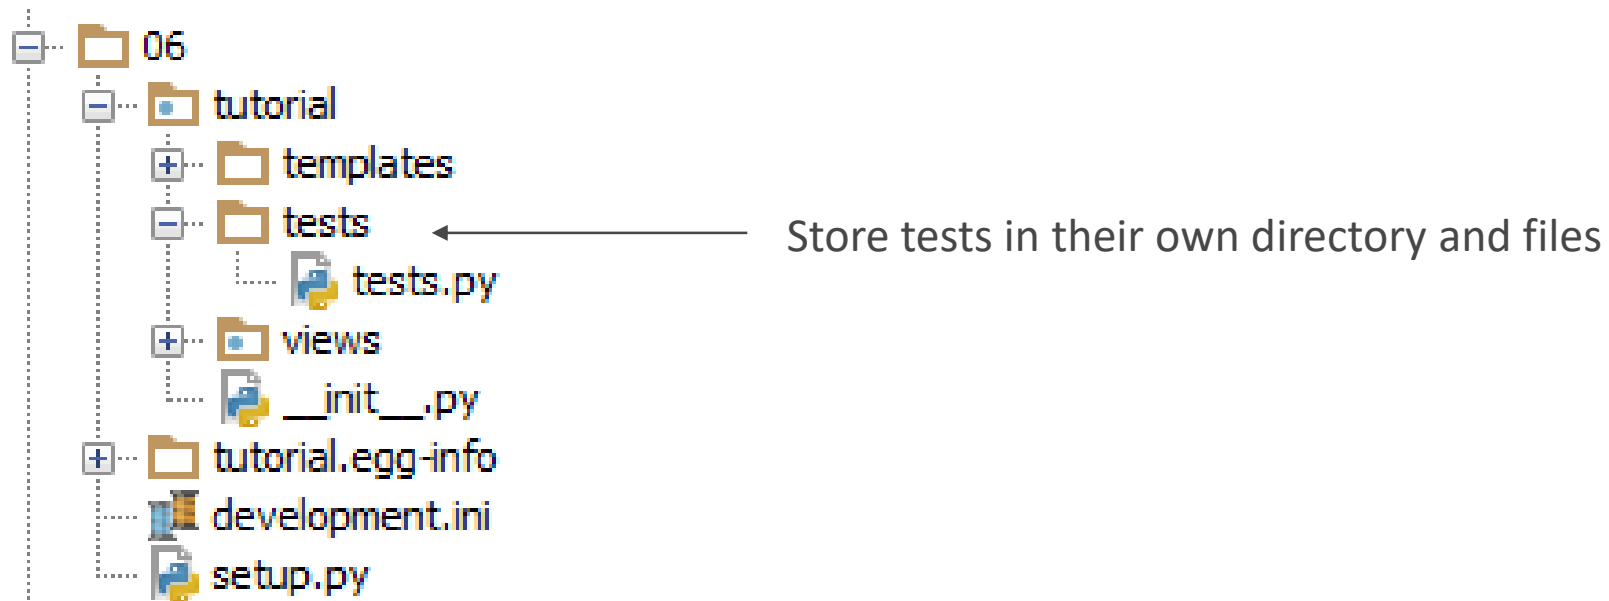 06
tutorial
templates
tests
Store tests in their own directory and files
tests.py
views
__init__.py
tutorial.egg-info
development.ini
setup.py